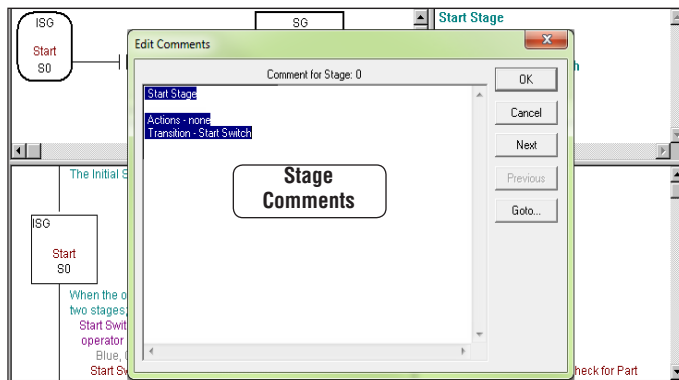 ISG
Start
S0
SG
Start Stage
Edit Comments
Comment for Stage: 0
Start Stage
Actions - none
Transition - Start Switch
Stage
Comments
OK
Cancel
Next
Previous
Goto...
The Initial S
ISG
Start
S0
When the o
two stages;
Start Swit
operator
Blue,
Start Sw
heck for Part